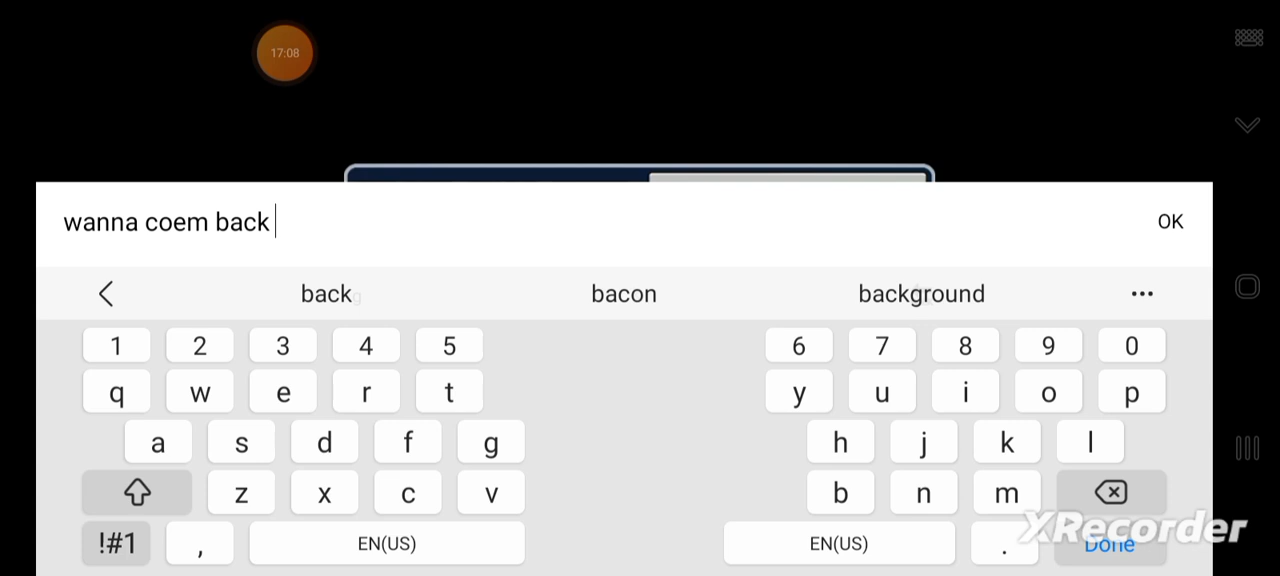 17:08
wanna coem back
OK
back bacon background
1 2 3 4 5 6 7 8 9 0
q w e r t y u i o p
a s d f g h j k l
z x c v b n m
!#1 , EN(US) EN(US) . Done
XRecorder